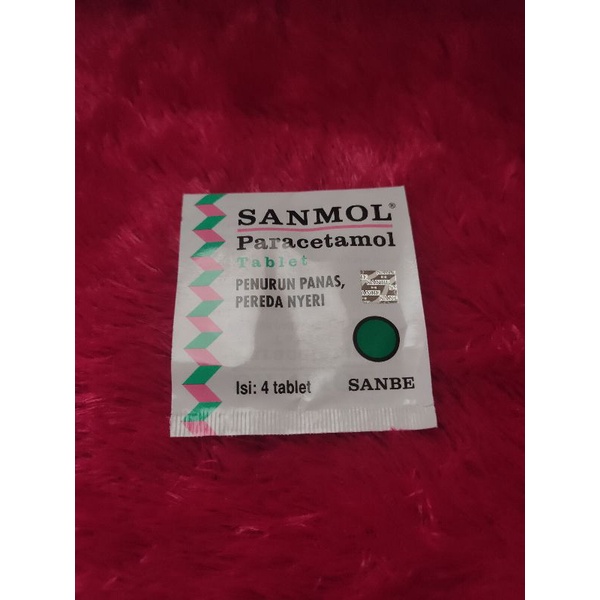 SANMOL®
Paracetamol
Tablet
PENURUN PANAS,
PEREDA NYERI
Isi: 4 tablet
SANBE